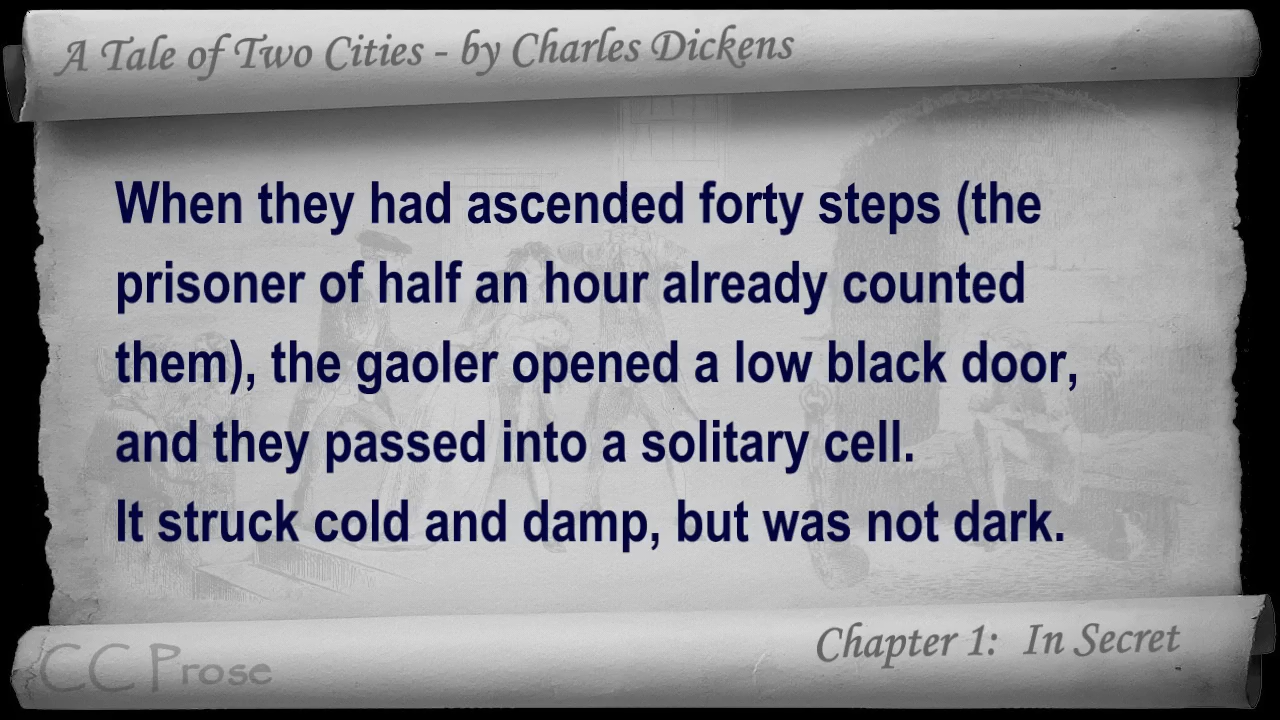 A Tale of Two Cities - by Charles Dickens
When they had ascended forty steps (the
prisoner of half an hour already counted
them), the gaoler opened a low black door,
and they passed into a solitary cell.
It struck cold and damp, but was not dark.
Chapter 1: In Secret
CC Prose